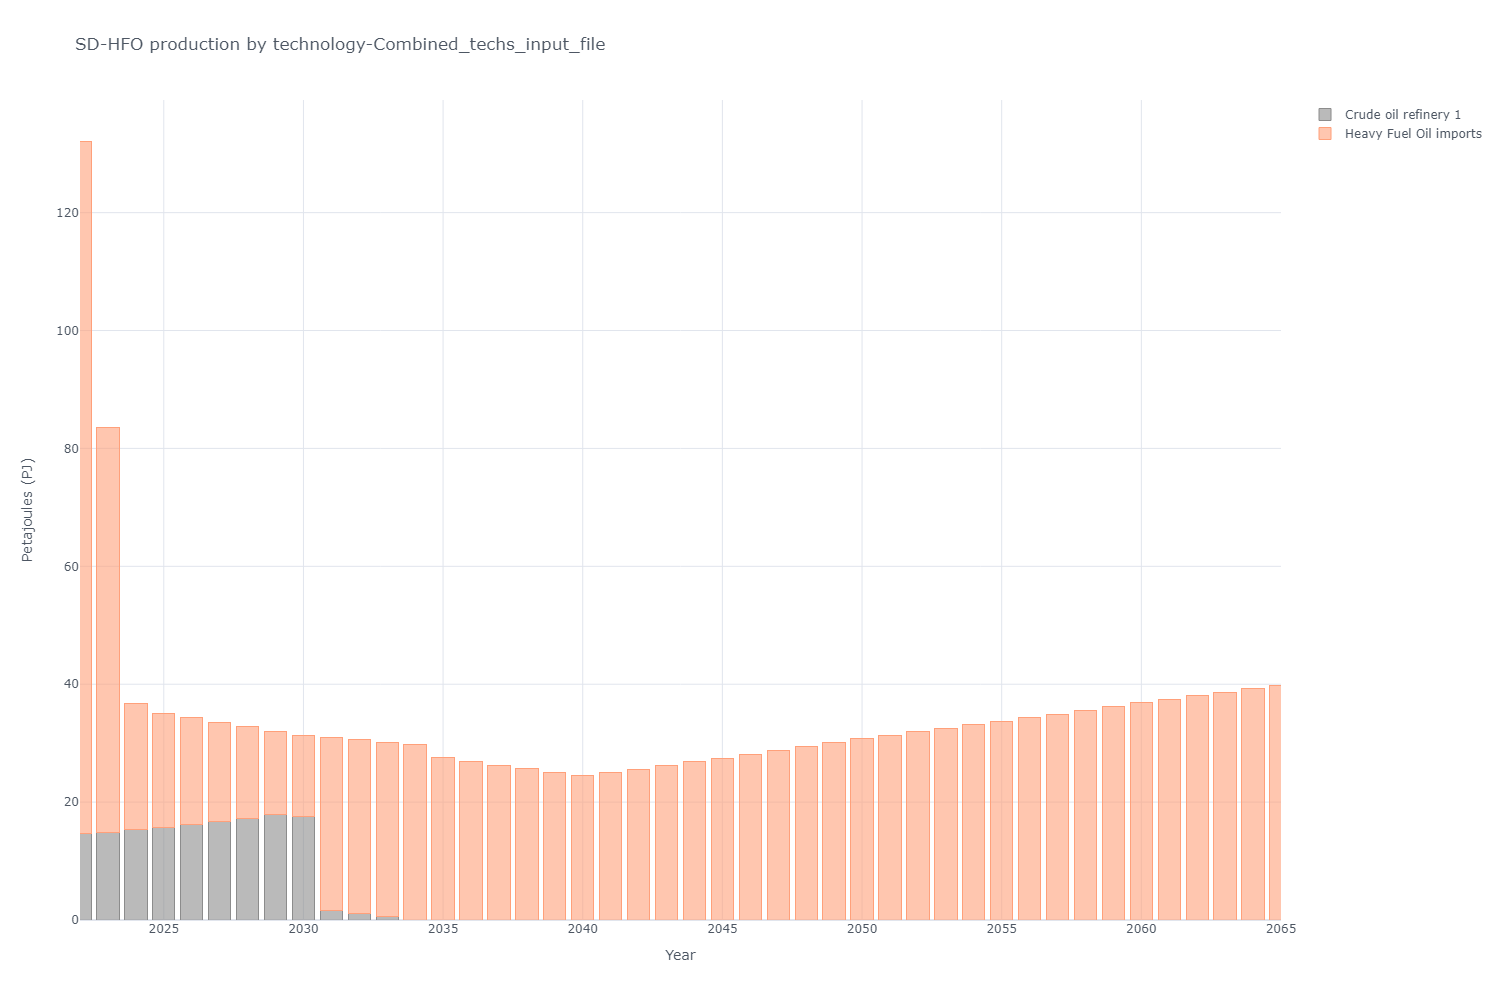 SD-HFO production by technology-Combined_techs_input_file
Crude oil refinery 1
Heavy Fuel Oil imports
120
100
80
60
40
20
0
Petajoules (PJ)
2025 2030 2035 2040 2045 2050 2055 2060 2065
Year